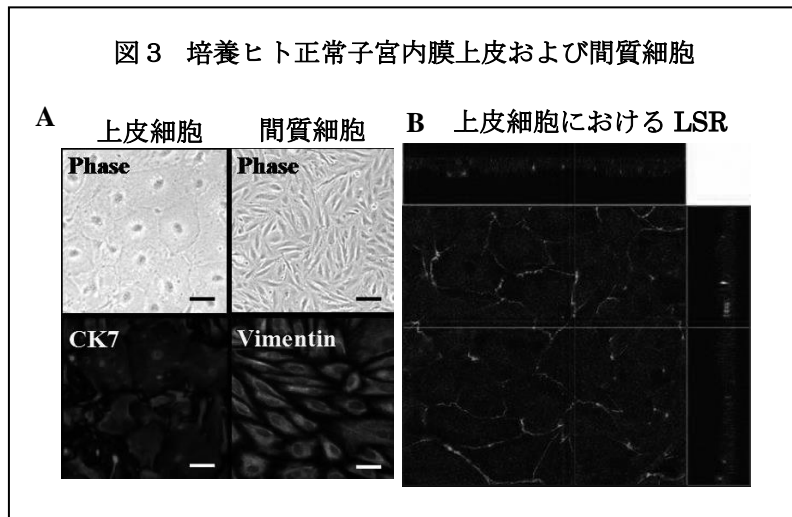 図３ 培養ヒト正常子宮内膜上皮および間質細胞
A
上皮細胞 間質細胞
Phase Phase
CK7 Vimentin
B 上皮細胞における LSR